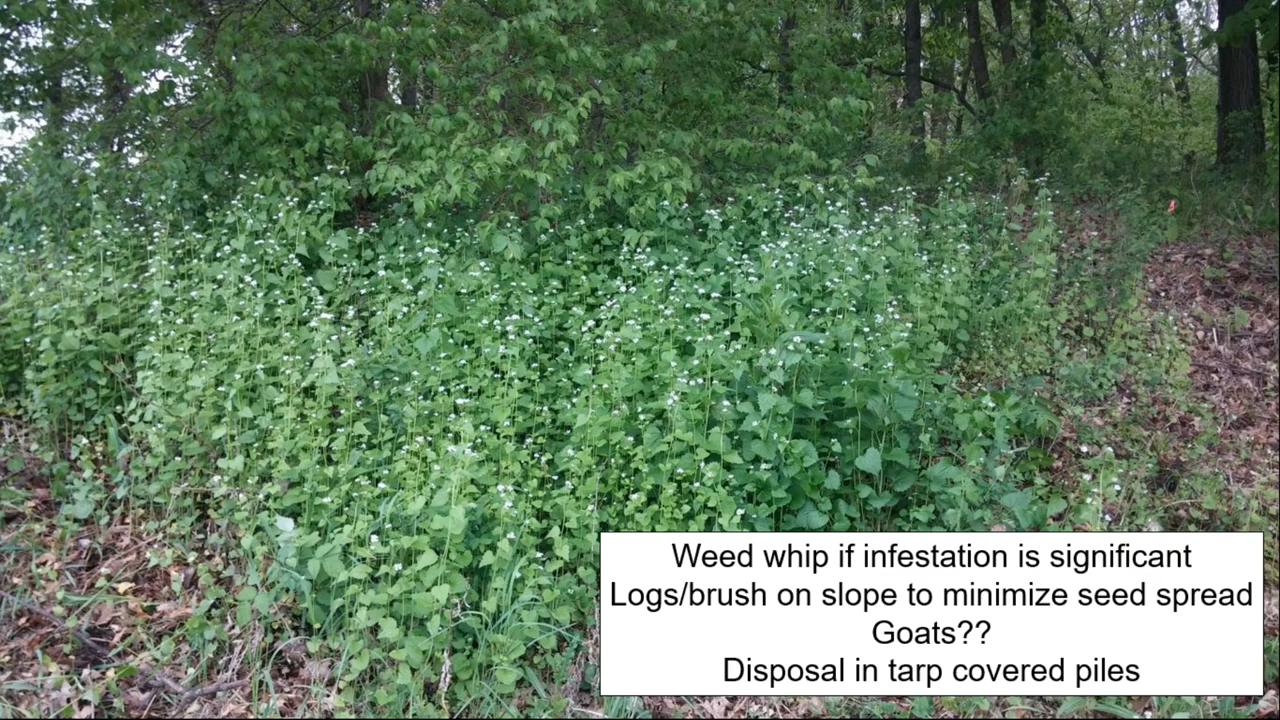 Weed whip if infestation is significant
Logs/brush on slope to minimize seed spread
Goats??
Disposal in tarp covered piles